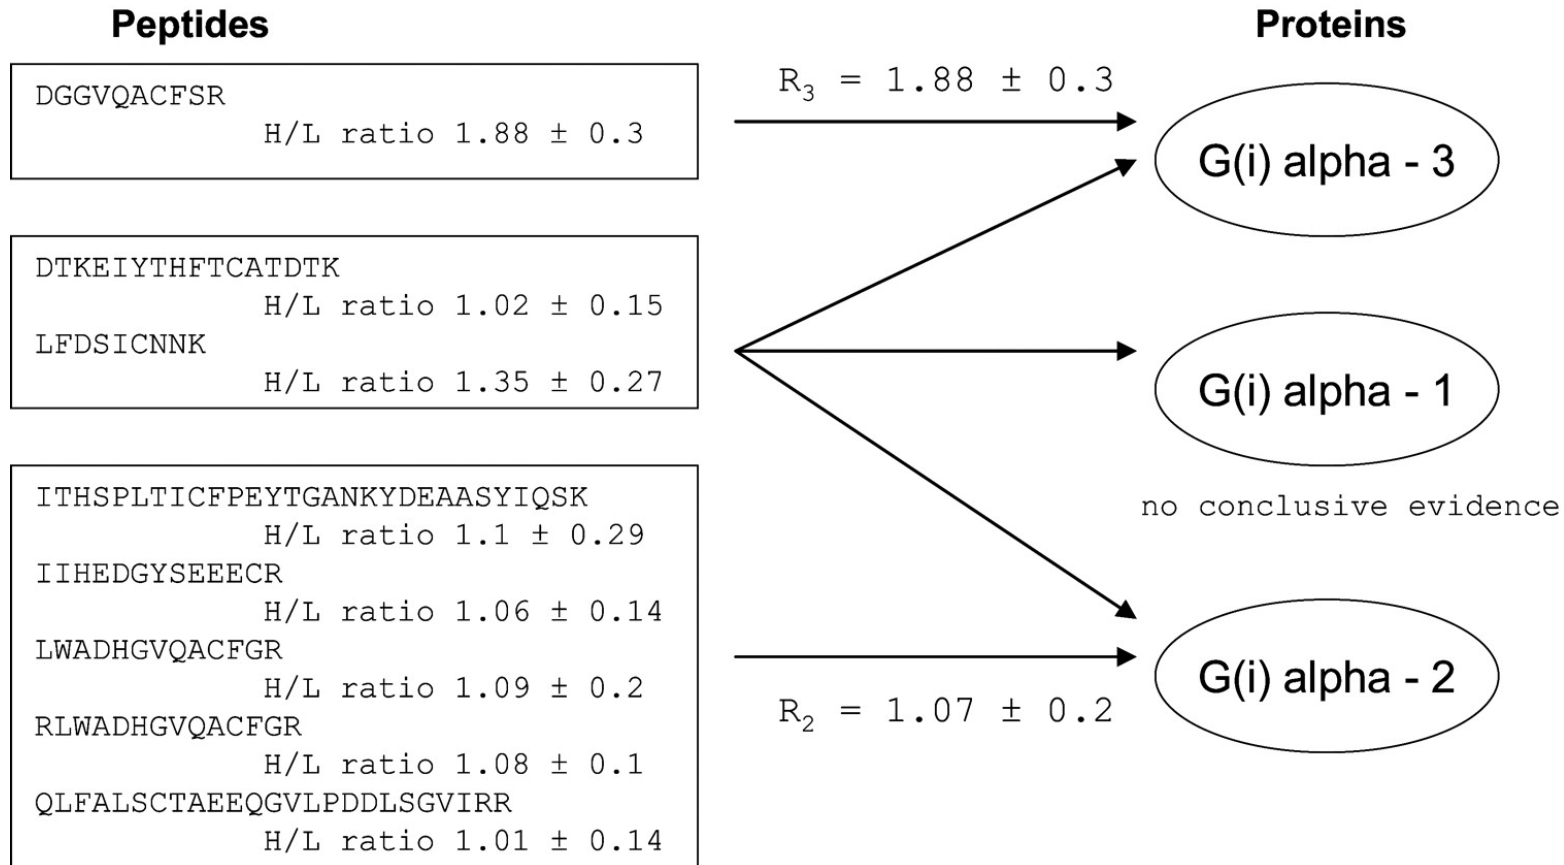 Peptides
DGGVQACFSR
H/L ratio 1.88 ± 0.3
DTKEIYTHFTCATDTK
H/L ratio 1.02 ± 0.15
LFDSICNNK
H/L ratio 1.35 ± 0.27
ITHSPLTICFPEYTGANKYDEAASYIQSK
H/L ratio 1.1 ± 0.29
IIHEDGYSEEECR
H/L ratio 1.06 ± 0.14
LWADHGVQACFGR
H/L ratio 1.09 ± 0.2
RLWADHGVQACFGR
H/L ratio 1.08 ± 0.1
QLFALSCTAEEQGVLPDDLSGVIRR
H/L ratio 1.01 ± 0.14
R₃ = 1.88 ± 0.3
R₂ = 1.07 ± 0.2
Proteins
G(i) alpha - 3
G(i) alpha - 1
no conclusive evidence
G(i) alpha - 2